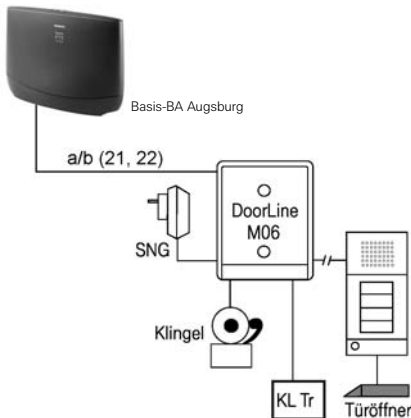 Basis-BA Augsburg
a/b (21, 22)
DoorLine
M06
SNG
Klingel
KL Tr
Türöffner